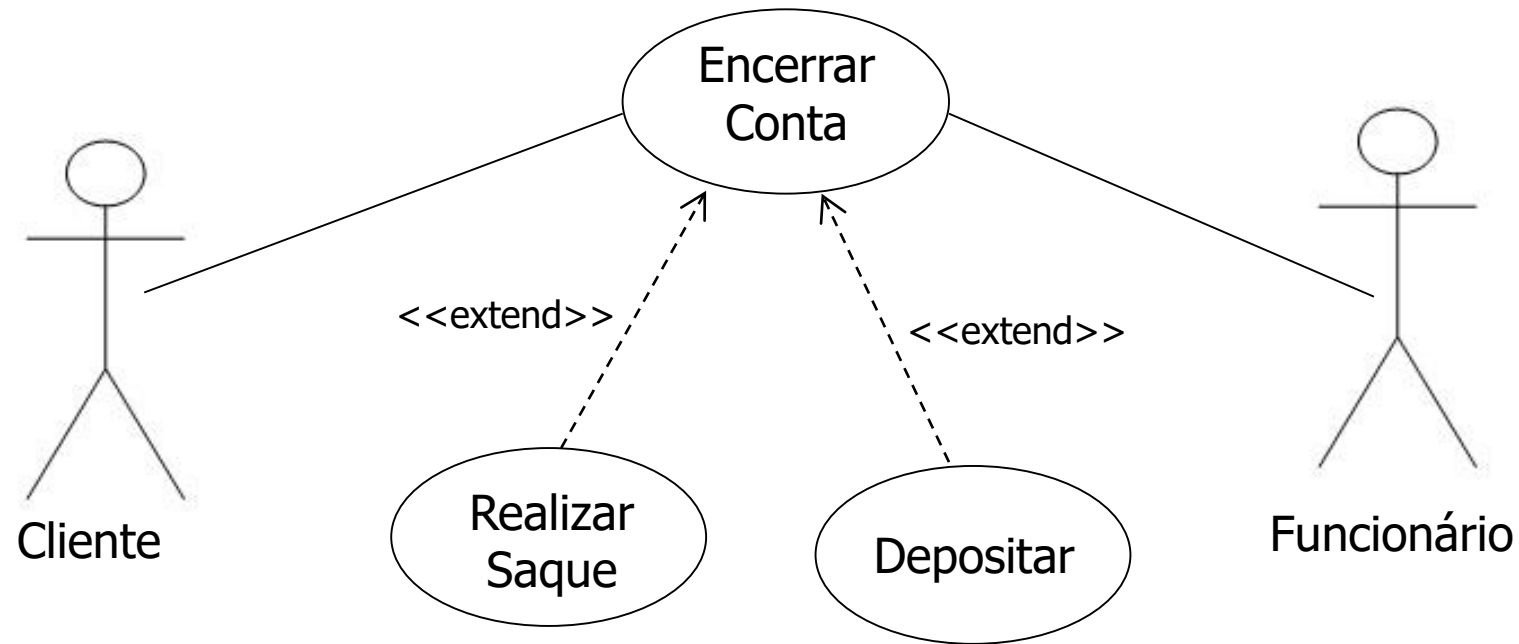 Encerrar
Conta
<<extend>>
<<extend>>
Realizar
Saque
Depositar
Cliente
Funcionário